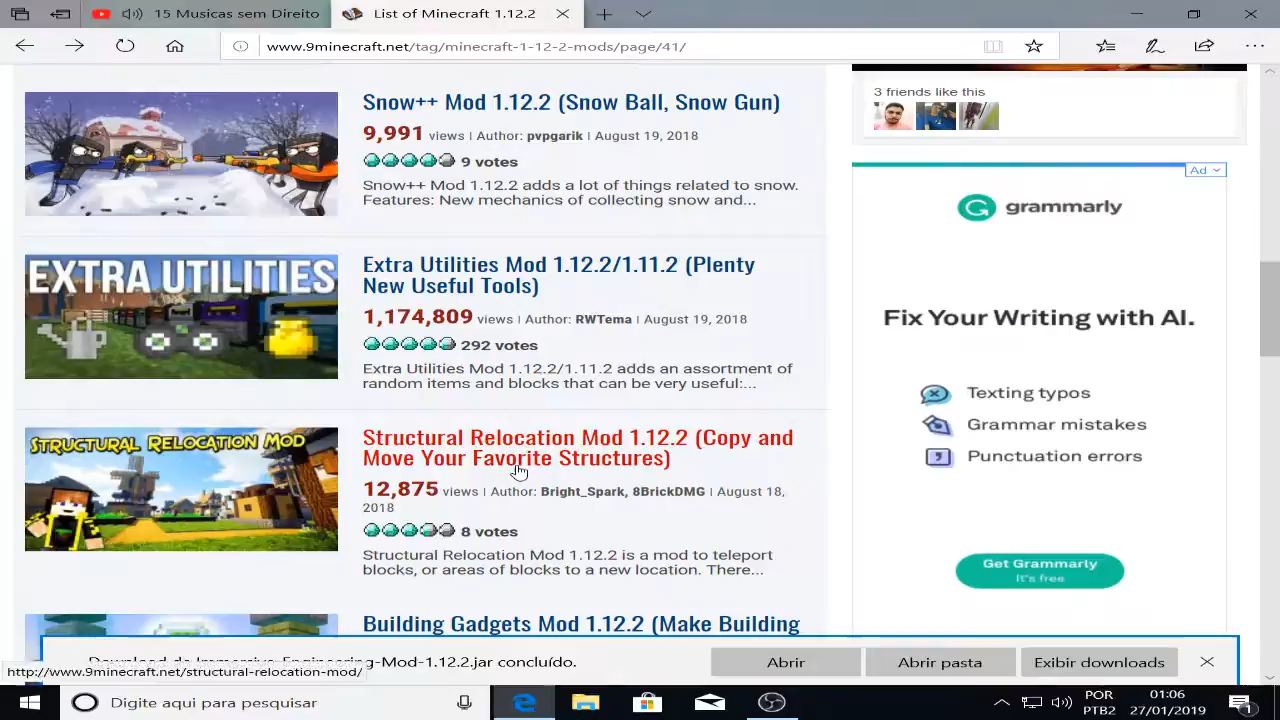 15 Musicas sem Direito
List of Minecraft 1.12.2
www.9minecraft.net/tag/minecraft-1-12-2-mods/page/41/
Snow++ Mod 1.12.2 (Snow Ball, Snow Gun)
9,991 views | Author: pvpgarik | August 19, 2018
9 votes
Snow++ Mod 1.12.2 adds a lot of things related to snow.
Features: New mechanics of collecting snow and...
EXTRA UTILITIES
Extra Utilities Mod 1.12.2/1.11.2 (Plenty
New Useful Tools)
1,174,809 views | Author: RWTema | August 19, 2018
292 votes
Extra Utilities Mod 1.12.2/1.11.2 adds an assortment of
random items and blocks that can be very useful:...
STRUCTURAL RELOCATION MOD
Structural Relocation Mod 1.12.2 (Copy and
Move Your Favorite Structures)
12,875 views | Author: Bright_Spark, 8BrickDMG | August 18,
2018
8 votes
Structural Relocation Mod 1.12.2 is a mod to teleport
blocks, or areas of blocks to a new location. There...
Building Gadgets Mod 1.12.2 (Make Building
3 friends like this
Ad
grammarly
Fix Your Writing with AI.
Texting typos
Grammar mistakes
Punctuation errors
Get Grammarly
It's free
Download de Immersive-Engineering-Mod-1.12.2.jar concluído.
Abrir
Abrir pasta
Exibir downloads
http://www.9minecraft.net/structural-relocation-mod/
Digite aqui para pesquisar
POR
PTB2
01:06
27/01/2019
1